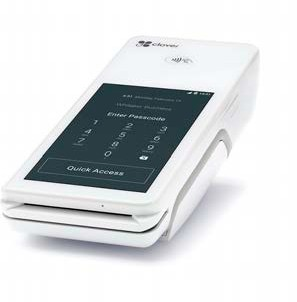 clover
Enter Passcode
1 2 3
4 5 6
7 8 9
0
Quick Access